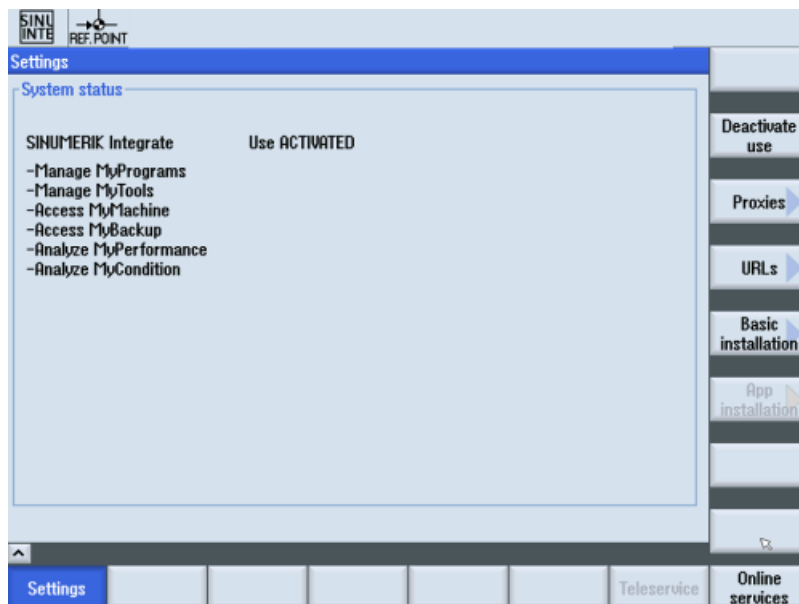 SINU
INTE
REF. POINT
Settings
System status
SINUMERIK Integrate Use ACTIVATED
-Manage MyPrograms
-Manage MyTools
-Access MyMachine
-Access MyBackup
-Analyze MyPerformance
-Analyze MyCondition
Deactivate
use
Proxies
URLs
Basic
installation
App
installation
Settings
Teleservice
Online
services